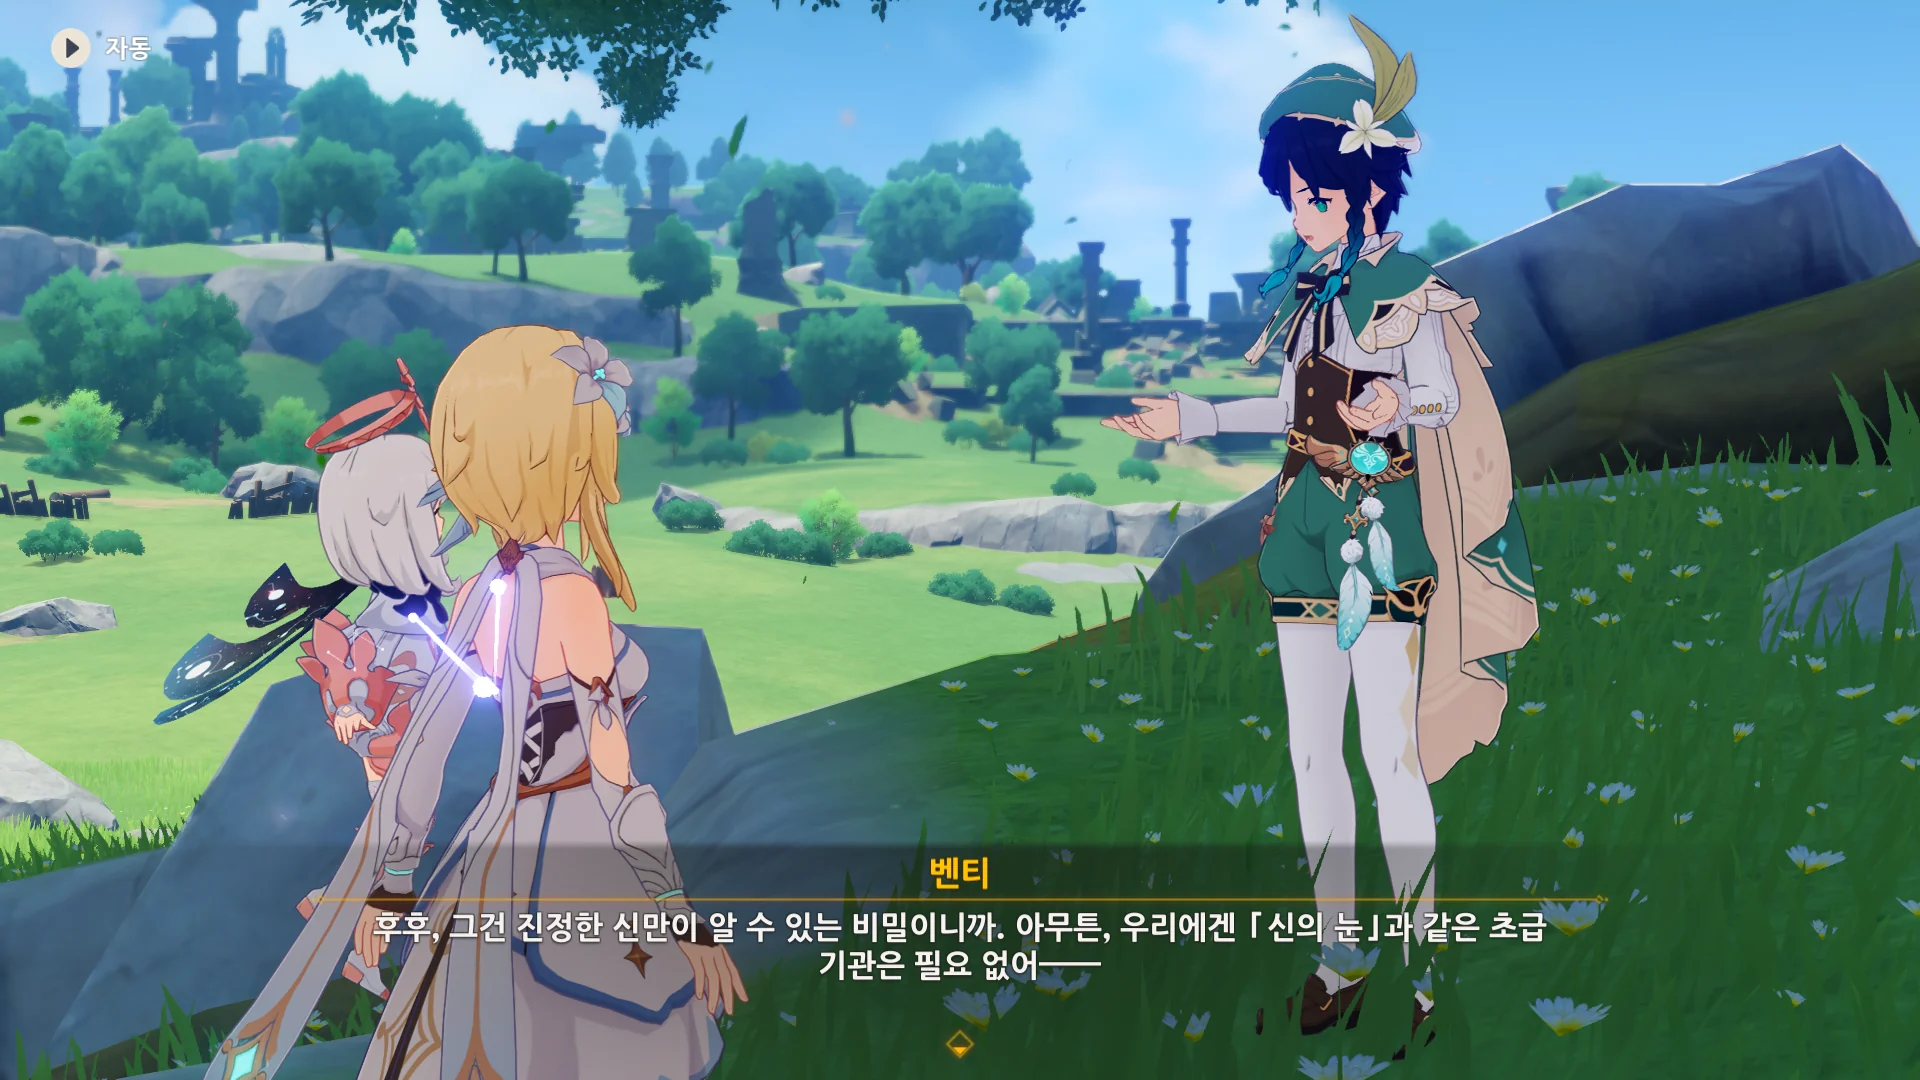 자동
벤티
후후, 그건 진정한 신만이 알 수 있는 비밀이니까. 아무튼, 우리에겐 「신의 눈」과 같은 초급
기관은 필요 없어——